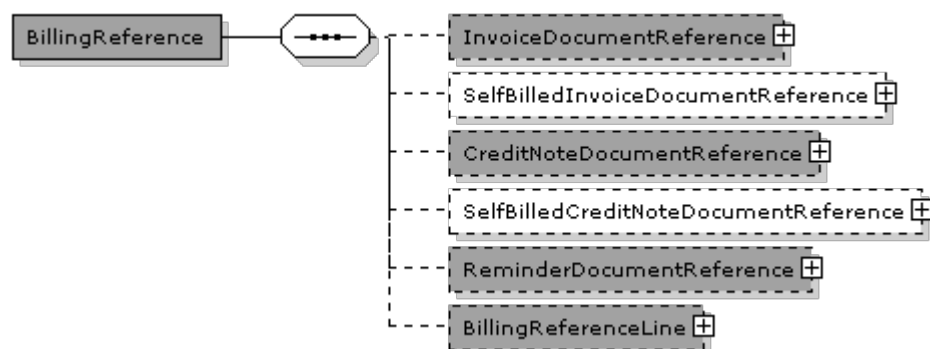 BillingReference
InvoiceDocumentReference
SelfBilledInvoiceDocumentReference
CreditNoteDocumentReference
SelfBilledCreditNoteDocumentReference
ReminderDocumentReference
BillingReferenceLine